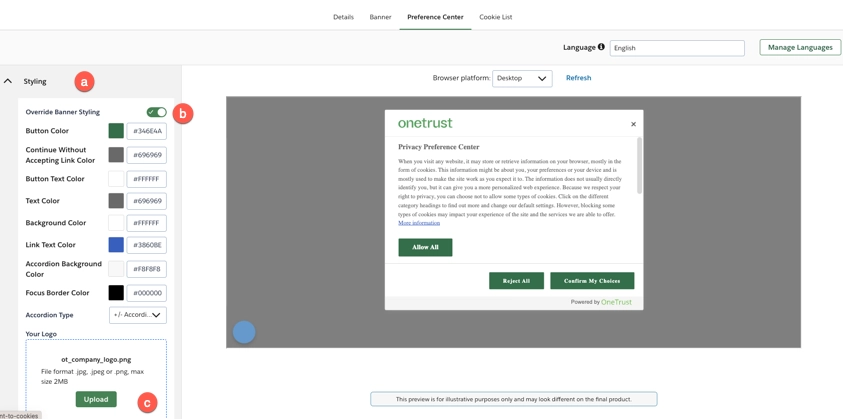 Details Banner Preference Center Cookie List
Language English Manage Languages
Browser platform: Desktop Refresh
Styling
a
Override Banner Styling
b
Button Color #346E4A
Continue Without
Accepting Link Color #696969
Button Text Color #FFFFFF
Text Color #696969
Background Color #FFFFFF
Link Text Color #38608E
Accordion Background
Color #F8F8F8
Focus Border Color #000000
Accordion Type +/- Accordi...
Your Logo
ot_company_logo.png
File format .jpg, .jpeg or .png, max
size 2MB
Upload
c
nt-to-cookies
onetrust
Privacy Preference Center
When you visit any website, it may store or retrieve information on your browser, mostly in the
form of cookies. This information might be about you, your preferences or your device and is
mostly used to make the site work as you expect it to. The information does not usually directly
identify you, but it can give you a more personalized web experience. Because we respect your
right to privacy, you can choose not to allow some types of cookies. Click on the different
category headings to find out more and change our default settings. However, blocking some
types of cookies may impact your experience of the site and the services we are able to offer.
More information
Allow All
Reject All Confirm My Choices
Powered by OneTrust
This preview is for illustrative purposes only and may look different on the final product.